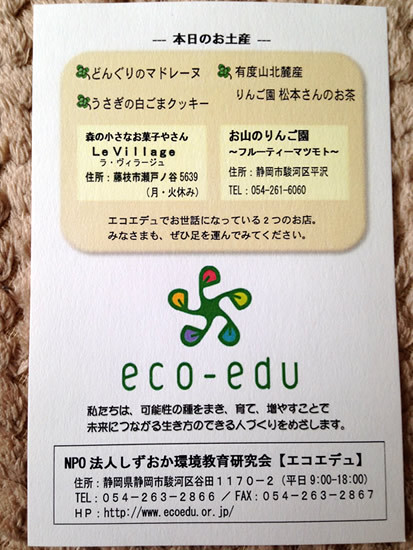 --- 本日のお土産 ---
どんぐりのマドレーヌ
うさぎの白ごまクッキー
有度山北麓産
りんご園 松本さんのお茶
森の小さなお菓子やさん
Le Village
ラ・ヴィラージュ
住所：藤枝市瀬戸ノ谷 5639
（月・火休み）
お山のりんご園
～フルーティーマツモト～
住所：静岡市駿河区平沢
TEL：054-261-6060
エコエデュでお世話になっている２つのお店。
みなさまも、ぜひ足を運んでみてください。
eco-edu
私たちは、可能性の種をまき、育て、増やすことで
未来につながる生き方のできる人づくりをめざします。
NPO 法人しずおか環境教育研究会【エコエデュ】
住所：静岡県静岡市駿河区谷田１１７０－２（平日 9:00-18:00）
TEL：０５４－２６３－２８６６ ／ FAX：０５４－２６３－２８６７
ＨＰ：http://www.ecoedu.or.jp/